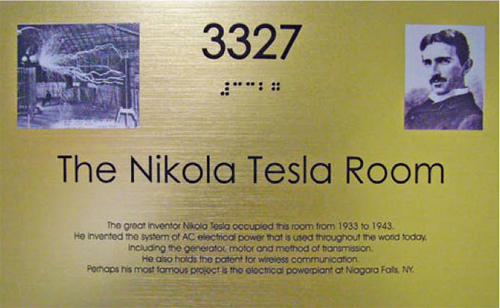 3327
⠼⠉⠉⠃⠛
The Nikola Tesla Room
The great inventor Nikola Tesla occupied this room from 1933 to 1943.
He invented the system of AC electrical power that is used throughout the world today,
including the generator, motor and method of transmission.
He also holds the patent for wireless communication.
Perhaps his most famous project is the electrical powerplant at Niagara Falls, NY.